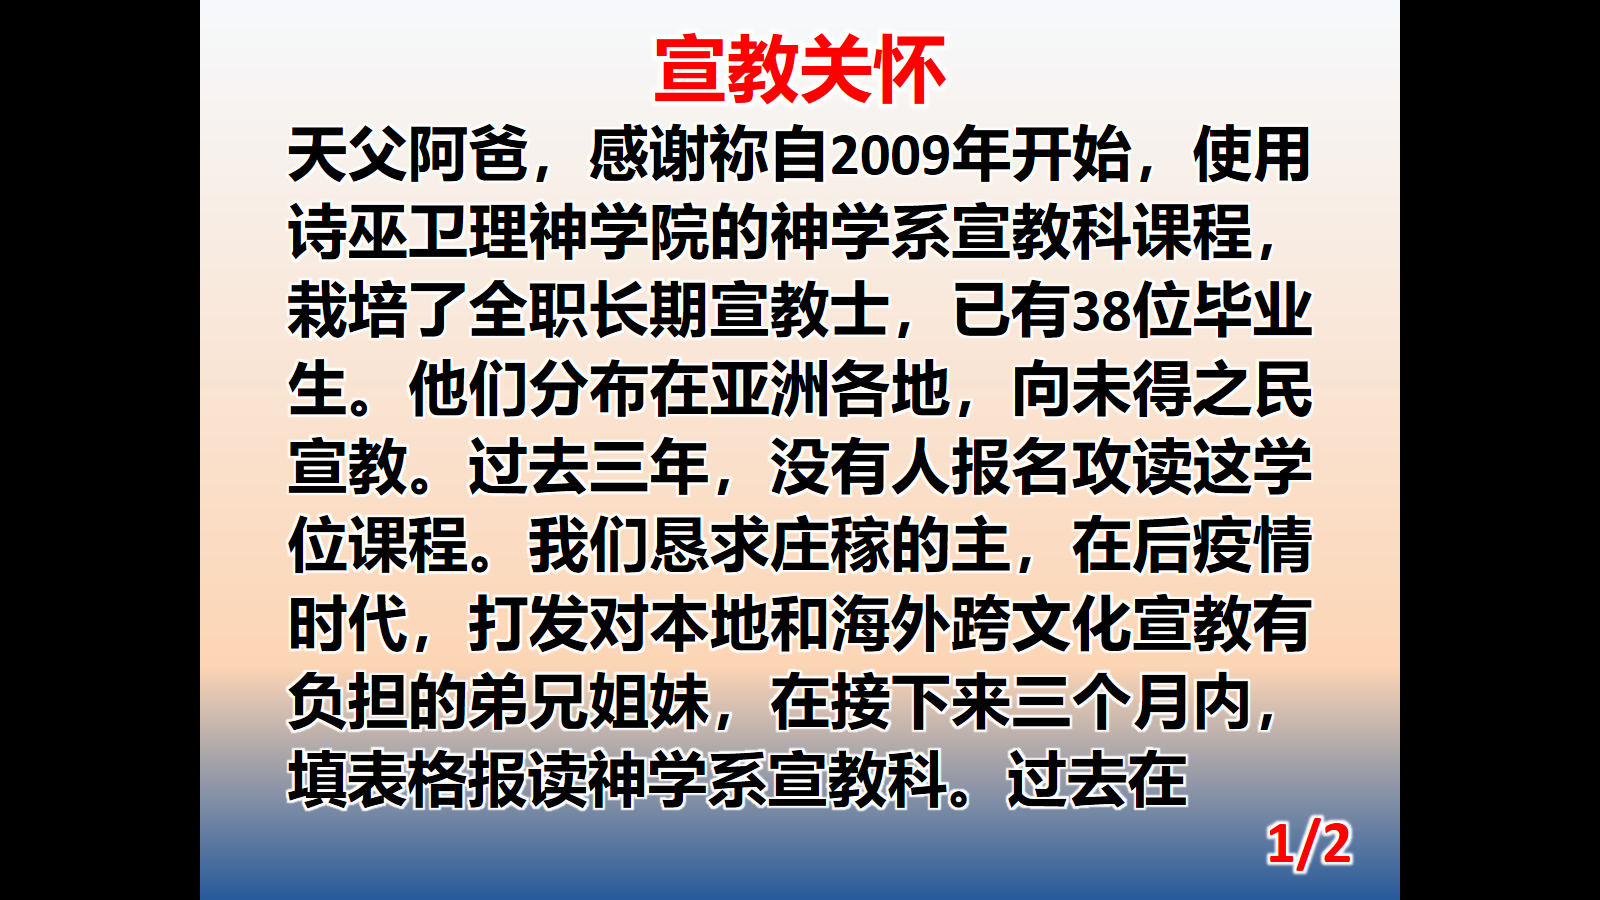 宣教关怀
天父阿爸，感谢祢自2009年开始，使用
诗巫卫理神学院的神学系宣教科课程，
栽培了全职长期宣教士，已有38位毕业
生。他们分布在亚洲各地，向未得之民
宣教。过去三年，没有人报名攻读这学
位课程。我们恳求庄稼的主，在后疫情
时代，打发对本地和海外跨文化宣教有
负担的弟兄姐妹，在接下来三个月内，
填表格报读神学系宣教科。过去在
1/2